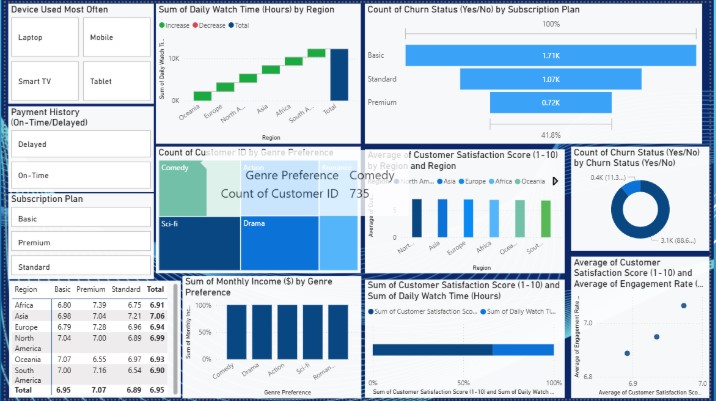 Device Used Most Often
Laptop
Mobile
Smart TV
Tablet
Payment History
(On-Time/Delayed)
Delayed
On-Time
Subscription Plan
Basic
Premium
Standard
Region Basic Premium Standard Total
Africa 6.80 7.39 6.75 6.91
Asia 6.98 7.04 7.21 7.06
Europe 6.79 7.28 6.96 6.94
North America 7.04 7.00 6.89 6.99
Oceania 7.07 6.55 6.97 6.93
South America 7.00 7.16 6.54 6.90
Total 6.95 7.07 6.89 6.95
Sum of Daily Watch Time (Hours) by Region
Increase Decrease Total
Sum of Daily Watch Ti...
10K
0K
Oceania
Europe
North A...
Asia
Africa
South A...
Total
Region
Count of Churn Status (Yes/No) by Subscription Plan
100%
Basic 1.71K
Standard 1.07K
Premium 0.72K
41.8%
Count of Customer ID by Genre Preference
Comedy
Action
Sci-fi
Drama
Genre Preference Comedy
Count of Customer ID 735
Average of Customer Satisfaction Score (1-10)
by Region and Region
North Am... Asia Europe Africa Oceania
5
0
Nort...
Asia
Europe
Africa
Ocea...
Sout...
Region
Count of Churn Status (Yes/No)
by Churn Status (Yes/No)
0.4K (11.3...)
3.1K (88.6...)
Sum of Monthly Income ($) by Genre
Preference
Sum of Monthly Inc...
100%
50%
0%
Comedy
Drama
Action
Sci-fi
Roman...
Genre Preference
Sum of Customer Satisfaction Score (1-10) and
Sum of Daily Watch Time (Hours)
Sum of Customer Satisfaction Sco... Sum of Daily Watch Ti...
0% 50% 100%
Sum of Customer Satisfaction Score (1-10) and Sum of Daily Watch ...
Average of Customer
Satisfaction Score (1-10) and
Average of Engagement Rate (...
Average of Engagement Rate ...
7.0
6.8
6.9 7.0
Average of Customer Satisfaction Sco...